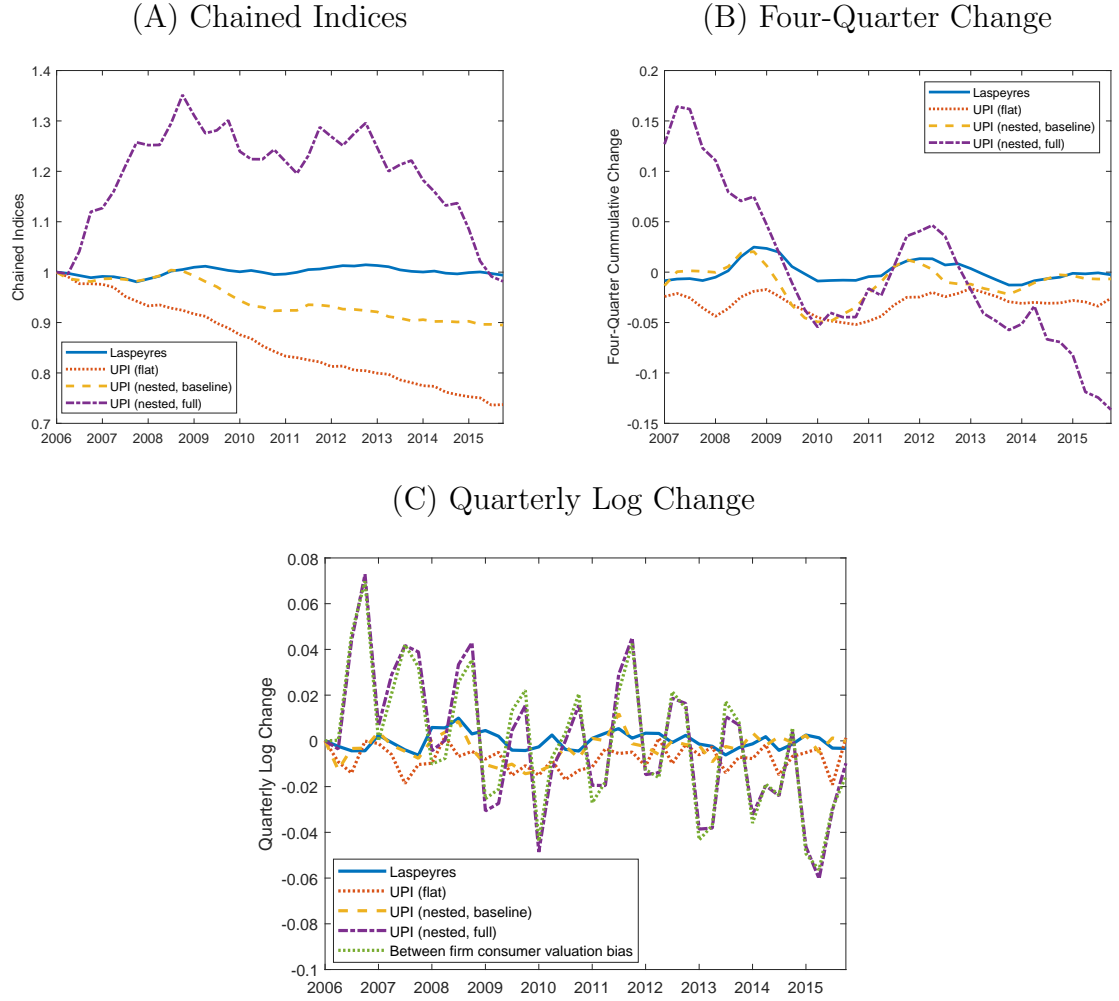 (A) Chained Indices
(B) Four-Quarter Change
Chained Indices
1.4
1.3
1.2
1.1
1
0.9
0.8
0.7
2006 2007 2008 2009 2010 2011 2012 2013 2014 2015
Laspeyres
UPI (flat)
UPI (nested, baseline)
UPI (nested, full)
Four-Quarter Cummulative Change
0.2
0.15
0.1
0.05
0
-0.05
-0.1
-0.15
2007 2008 2009 2010 2011 2012 2013 2014 2015
Laspeyres
UPI (flat)
UPI (nested, baseline)
UPI (nested, full)
(C) Quarterly Log Change
Quarterly Log Change
0.08
0.06
0.04
0.02
0
-0.02
-0.04
-0.06
-0.08
-0.1
2006 2007 2008 2009 2010 2011 2012 2013 2014 2015
Laspeyres
UPI (flat)
UPI (nested, baseline)
UPI (nested, full)
Between firm consumer valuation bias